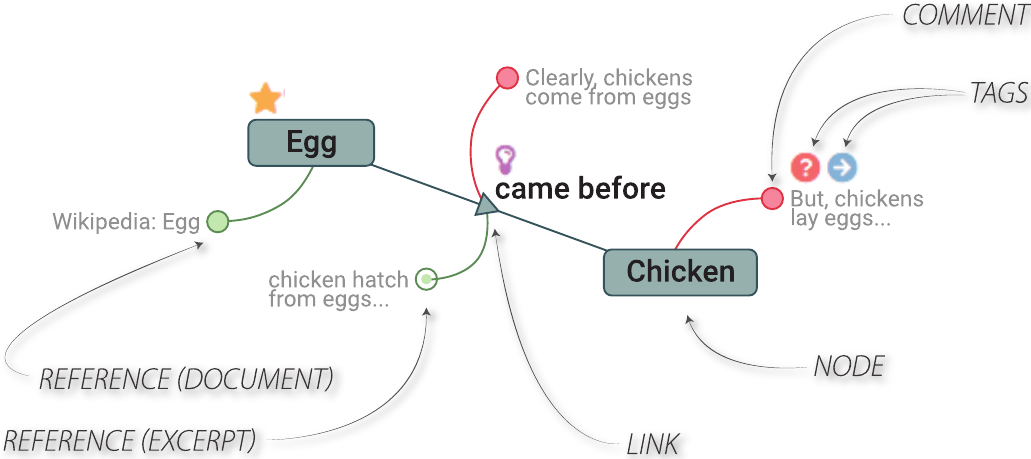 COMMENT
Clearly, chickens
come from eggs
TAGS
Egg
?
came before
But, chickens
lay eggs...
Wikipedia: Egg
Chicken
chicken hatch
from eggs...
NODE
REFERENCE (DOCUMENT)
REFERENCE (EXCERPT)
LINK